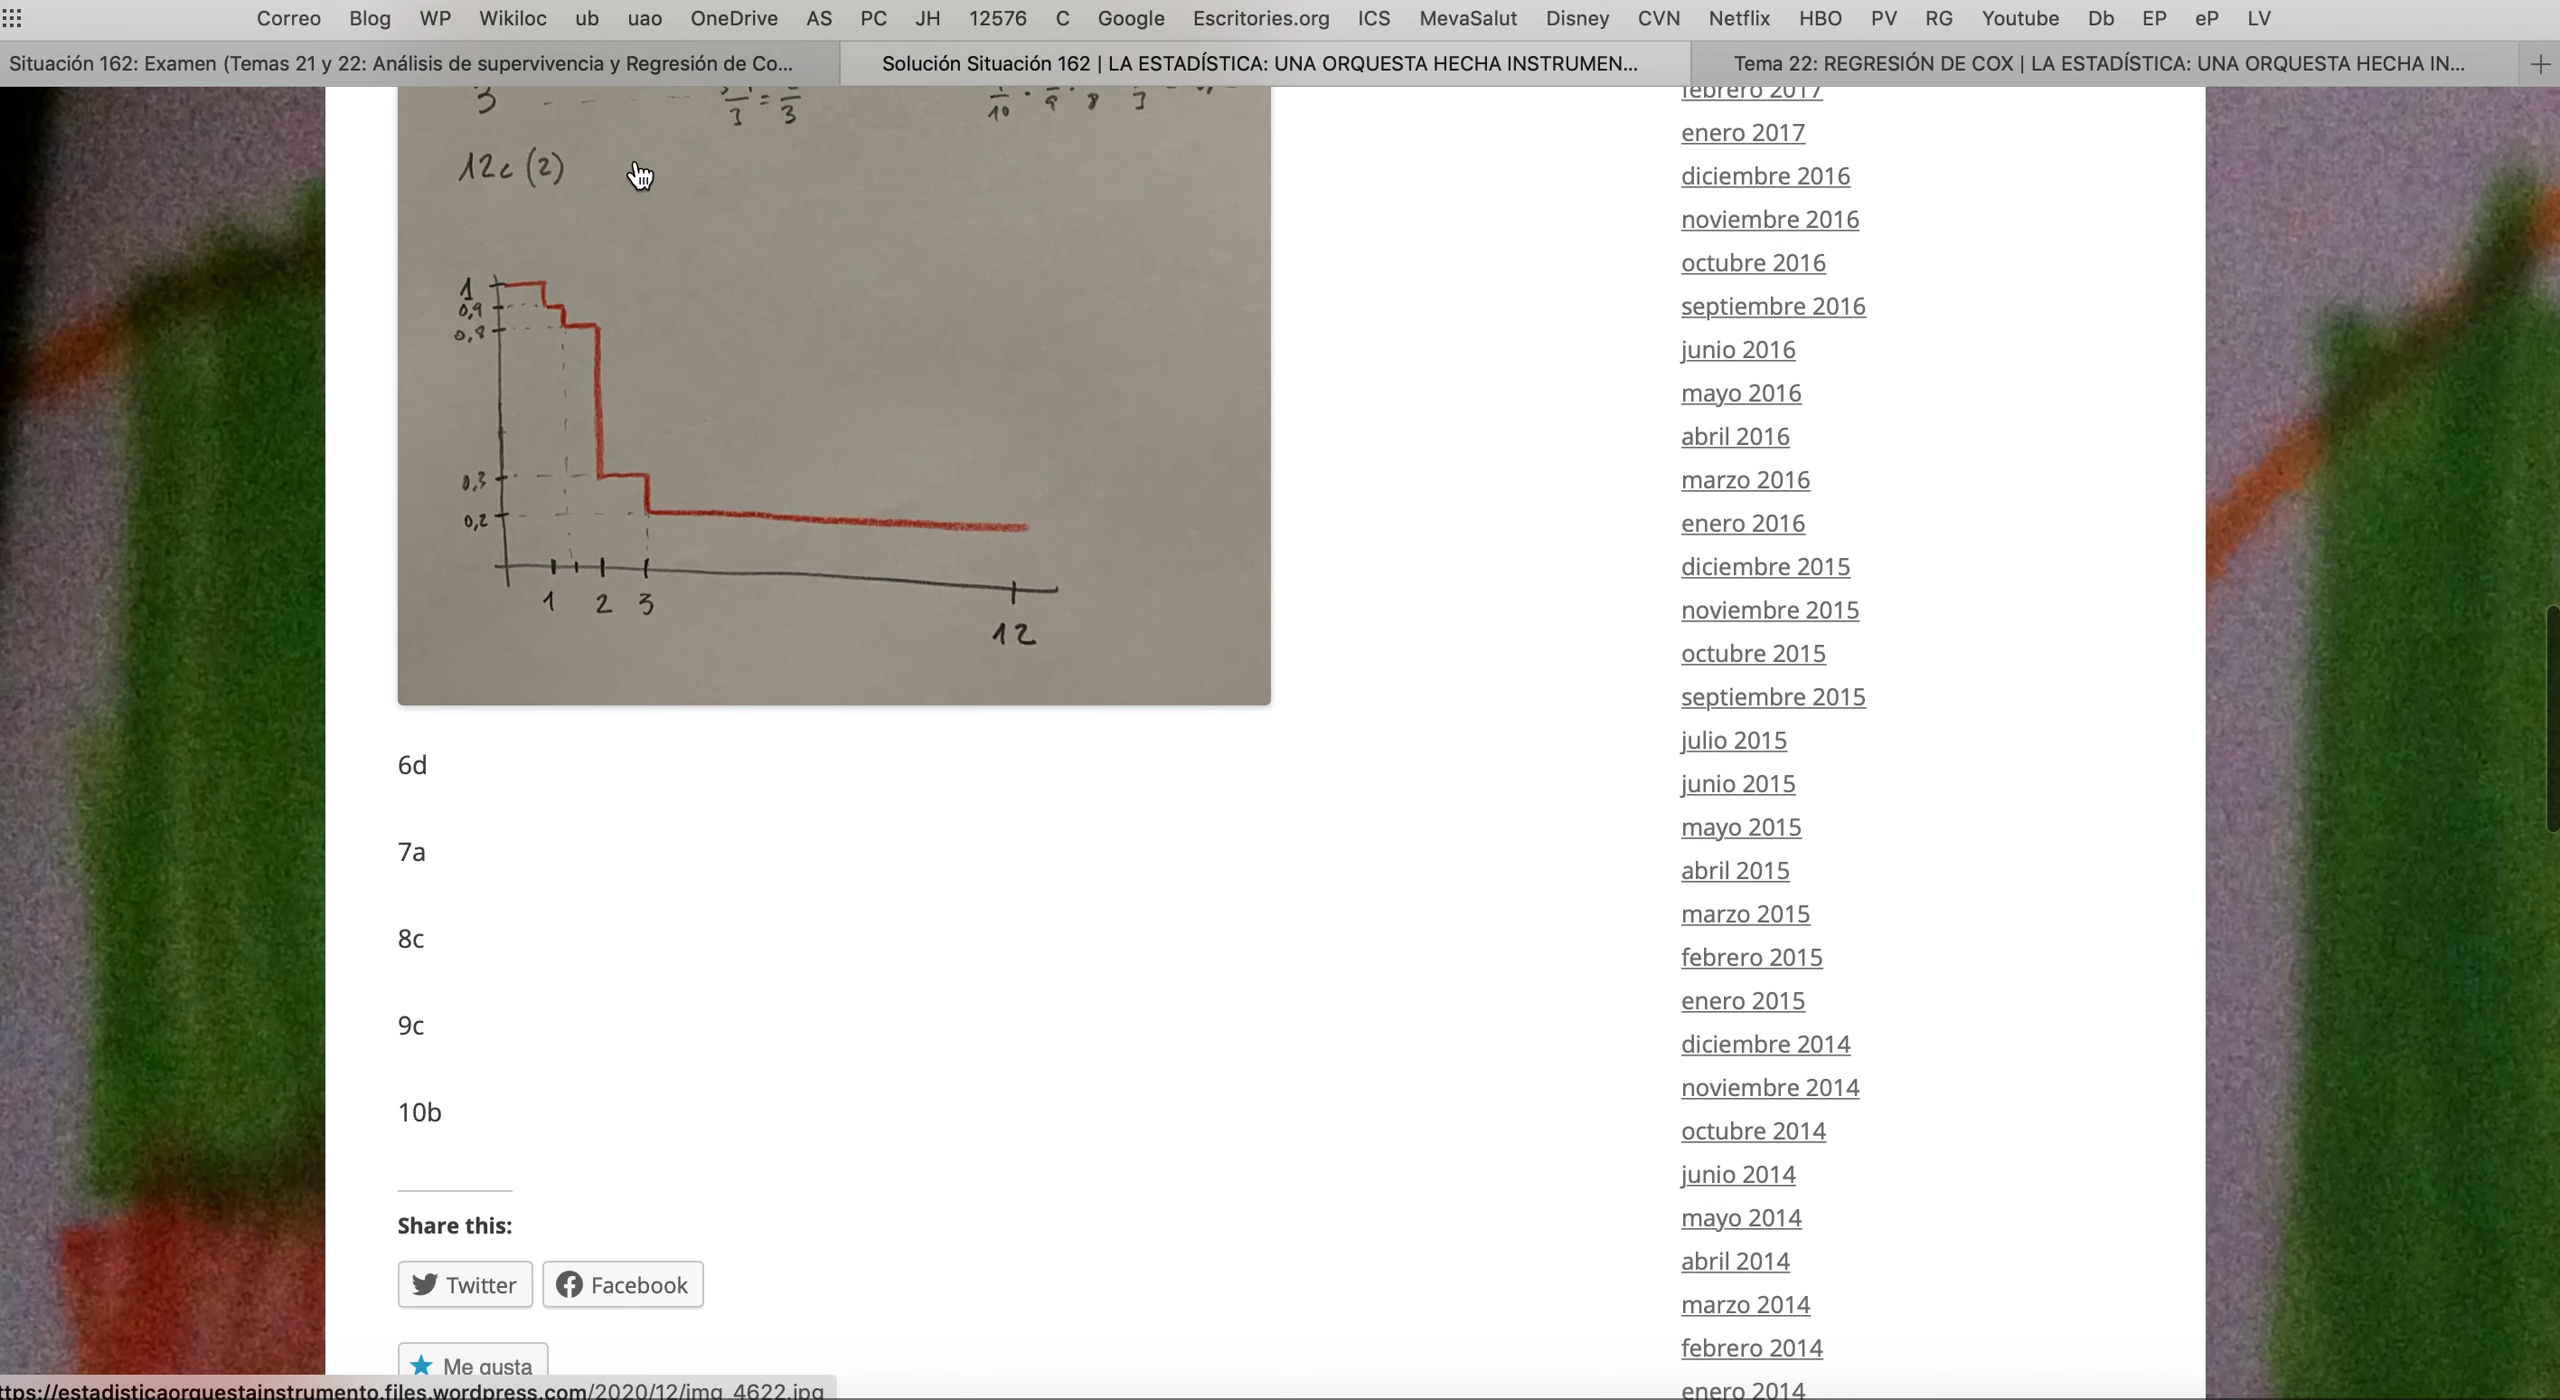 Correo Blog WP Wikiloc ub uao OneDrive AS PC JH 12576 C Google Escritories.org ICS MevaSalut Disney CVN Netflix HBO PV RG Youtube Db EP eP LV
Situación 162: Examen (Temas 21 y 22: Análisis de supervivencia y Regresión de Co...
Solución Situación 162 | LA ESTADÍSTICA: UNA ORQUESTA HECHA INSTRUMEN...
Tema 22: REGRESIÓN DE COX | LA ESTADÍSTICA: UNA ORQUESTA HECHA IN...
3
12c (2)
1
0,9
0,8
0,3
0,2
1 2 3
12
6d
7a
8c
9c
10b
Share this:
Twitter Facebook
Me gusta
ttps://estadisticaorquestainstrumento.files.wordpress.com/2020/12/img_4622.jpg
febrero 2017
enero 2017
diciembre 2016
noviembre 2016
octubre 2016
septiembre 2016
junio 2016
mayo 2016
abril 2016
marzo 2016
enero 2016
diciembre 2015
noviembre 2015
octubre 2015
septiembre 2015
julio 2015
junio 2015
mayo 2015
abril 2015
marzo 2015
febrero 2015
enero 2015
diciembre 2014
noviembre 2014
octubre 2014
junio 2014
mayo 2014
abril 2014
marzo 2014
febrero 2014
enero 2014